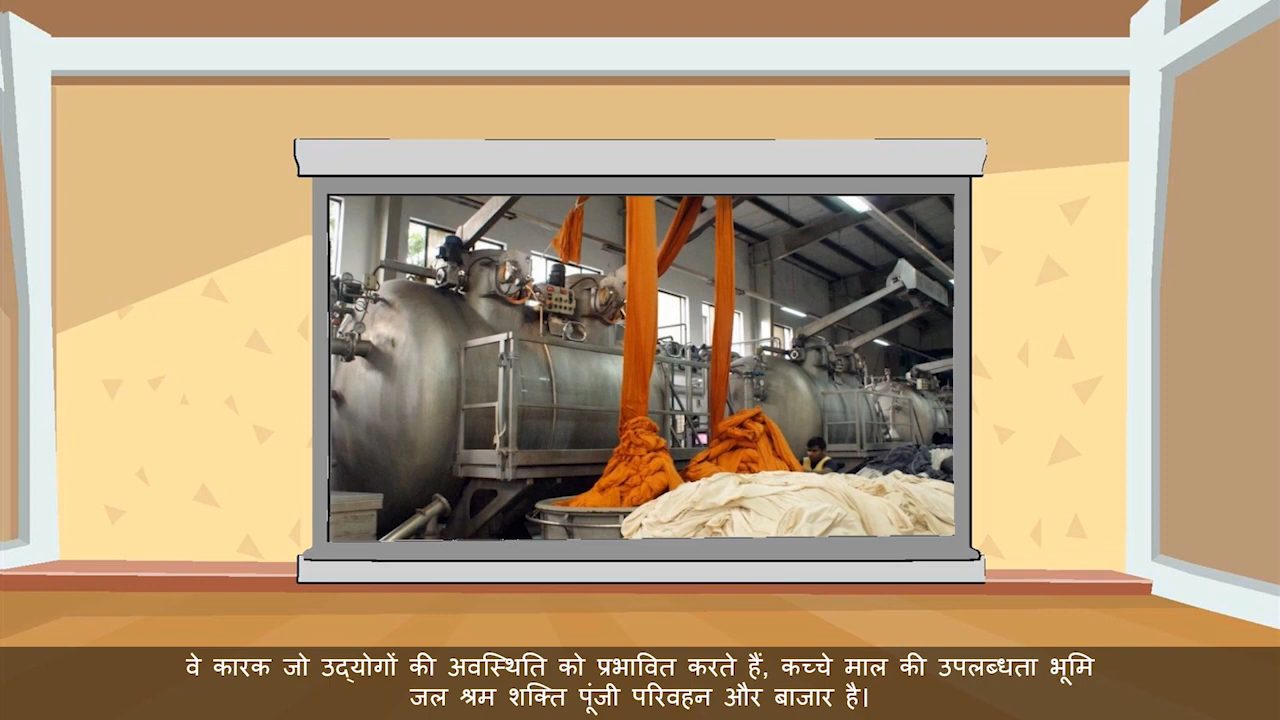 वे कारक जो उद्योगों की अवस्थिति को प्रभावित करते हैं, कच्चे माल की उपलब्धता भूमि
जल श्रम शक्ति पूंजी परिवहन और बाजार है।